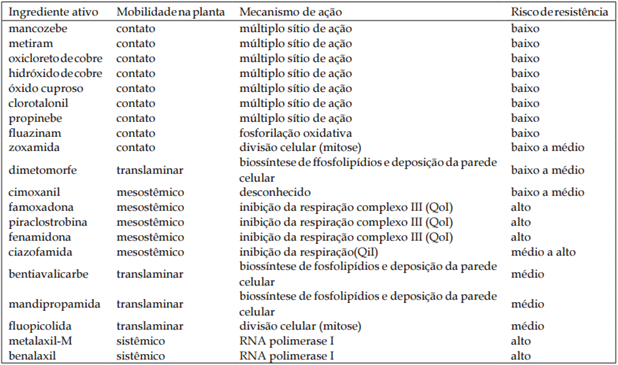 Ingrediente ativo Mobilidade na planta Mecanismo de ação Risco de resistência
mancozebe contato múltiplo sítio de ação baixo
metiram contato múltiplo sítio de ação baixo
oxicloreto de cobre contato múltiplo sítio de ação baixo
hidróxido de cobre contato múltiplo sítio de ação baixo
óxido cuproso contato múltiplo sítio de ação baixo
clorotalonil contato múltiplo sítio de ação baixo
propinebe contato múltiplo sítio de ação baixo
fluazinam contato fosforilação oxidativa baixo
zoxamida contato divisão celular (mitose) baixo a médio
dimetomorfe translaminar biossíntese de ffosfolipídios e deposição da parede
celular baixo a médio
cimoxanil mesostêmico desconhecido baixo a médio
famoxadona mesostêmico inibição da respiração complexo III (QoI) alto
piraclostrobina mesostêmico inibição da respiração complexo III (QoI) alto
fenamidona mesostêmico inibição da respiração complexo III (QoI) alto
ciazofamida mesostêmico inibição da respiração(QiI) médio a alto
bentiavalicarbe translaminar biossíntese de fosfolipídios e deposição da parede
celular médio
mandipropamida translaminar biossíntese de fosfolipídios e deposição da parede
celular médio
fluopicolida translaminar divisão celular (mitose) médio
metalaxil-M sistêmico RNA polimerase I alto
benalaxil sistêmico RNA polimerase I alto